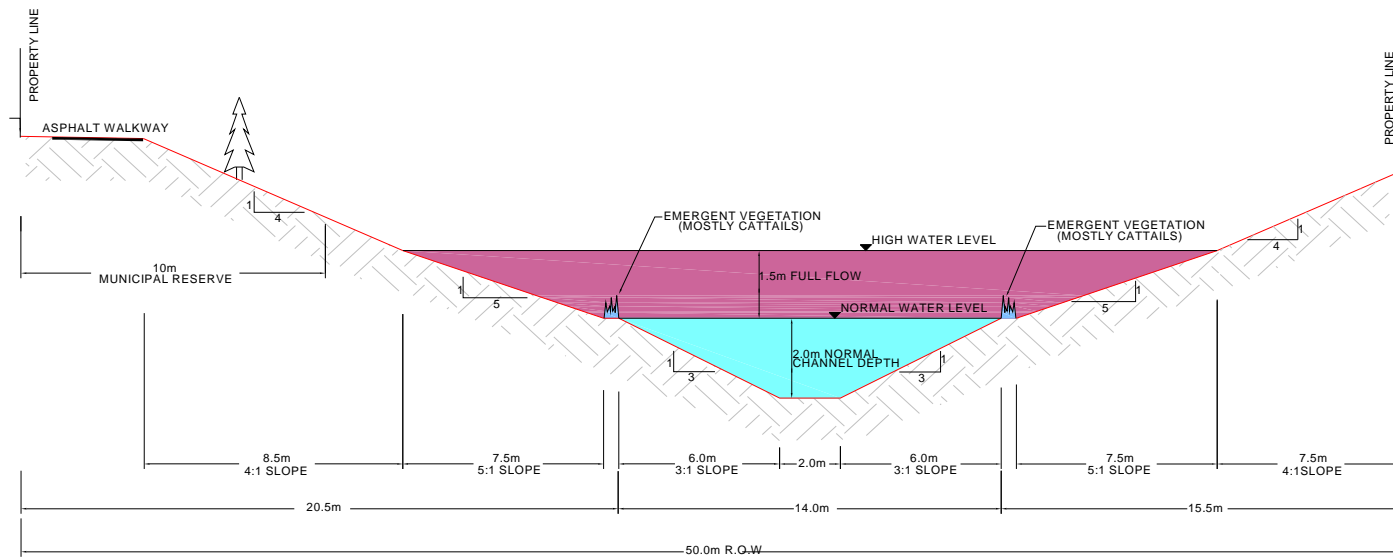 PROPERTY LINE
PROPERTY LINE
ASPHALT WALKWAY
1
4
EMERGENT VEGETATION
(MOSTLY CATTAILS)
HIGH WATER LEVEL
EMERGENT VEGETATION
(MOSTLY CATTAILS)
1
4
10m
MUNICIPAL RESERVE
1
5
1.5m FULL FLOW
NORMAL WATER LEVEL
1
5
2.0m NORMAL
CHANNEL DEPTH
1
3
1
3
8.5m
4:1 SLOPE
7.5m
5:1 SLOPE
6.0m
3:1 SLOPE
2.0m
6.0m
3:1 SLOPE
7.5m
5:1 SLOPE
7.5m
4:1SLOPE
20.5m
14.0m
15.5m
50.0m R.O.W